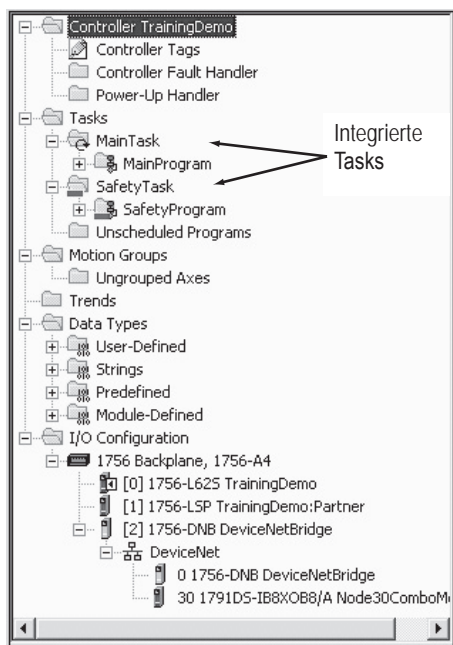 Controller TrainingDemo
Controller Tags
Controller Fault Handler
Power-Up Handler
Tasks
MainTask
MainProgram
SafetyTask
SafetyProgram
Unscheduled Programs
Integrierte
Tasks
Motion Groups
Ungrouped Axes
Trends
Data Types
User-Defined
Strings
Predefined
Module-Defined
I/O Configuration
1756 Backplane, 1756-A4
[0] 1756-L62S TrainingDemo
[1] 1756-LSP TrainingDemo:Partner
[2] 1756-DNB DeviceNetBridge
DeviceNet
0 1756-DNB DeviceNetBridge
30 1791DS-IB8XOB8/A Node30ComboM